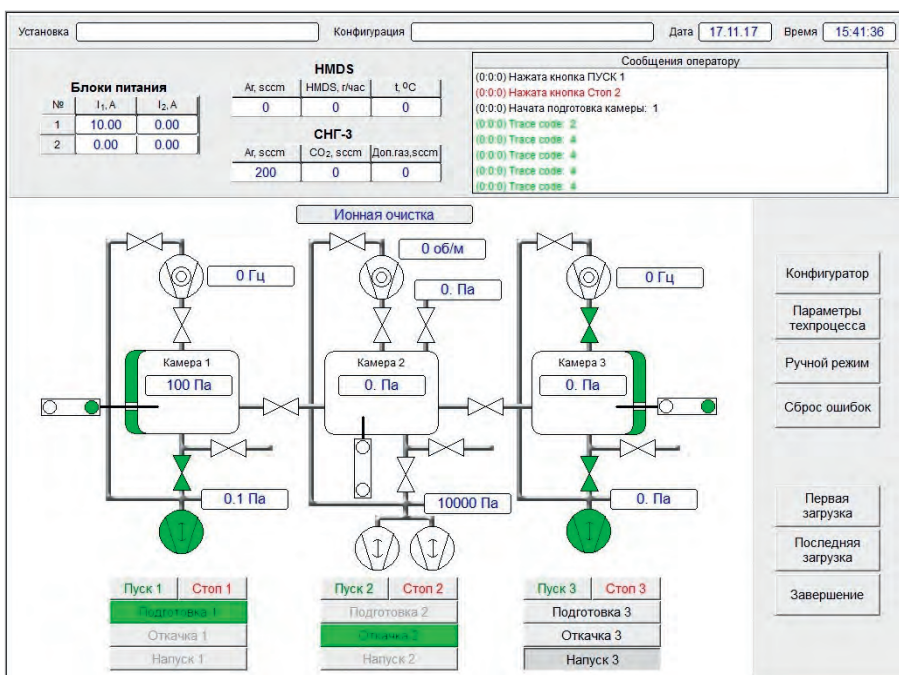 Установка Конфигурация Дата 17.11.17 Время 15:41:36
Блоки питания
№ I₁, А I₂, А
1 10.00 0.00
2 0.00 0.00
HMDS
Ar, sccm HMDS, г/час t, ⁰C
0 0 0
СНГ-3
Ar, sccm CO₂, sccm Доп.газ,sccm
200 0 0
Сообщения оператору
(0:0:0) Нажата кнопка ПУСК 1
(0:0:0) Нажата кнопка Стоп 2
(0:0:0) Начата подготовка камеры: 1
(0:0:0) Trace code: 2
(0:0:0) Trace code: 4
(0:0:0) Trace code: 4
(0:0:0) Trace code: 4
(0:0:0) Trace code: 4
Ионная очистка
0 Гц
0 об/м
0. Па
0 Гц
Камера 1
100 Па
Камера 2
0. Па
Камера 3
0. Па
0.1 Па
10000 Па
0. Па
Пуск 1 Стоп 1
Подготовка 1
Откачка 1
Напуск 1
Пуск 2 Стоп 2
Подготовка 2
Откачка 2
Напуск 2
Пуск 3 Стоп 3
Подготовка 3
Откачка 3
Напуск 3
Конфигуратор
Параметры
техпроцесса
Ручной режим
Сброс ошибок
Первая
загрузка
Последняя
загрузка
Завершение